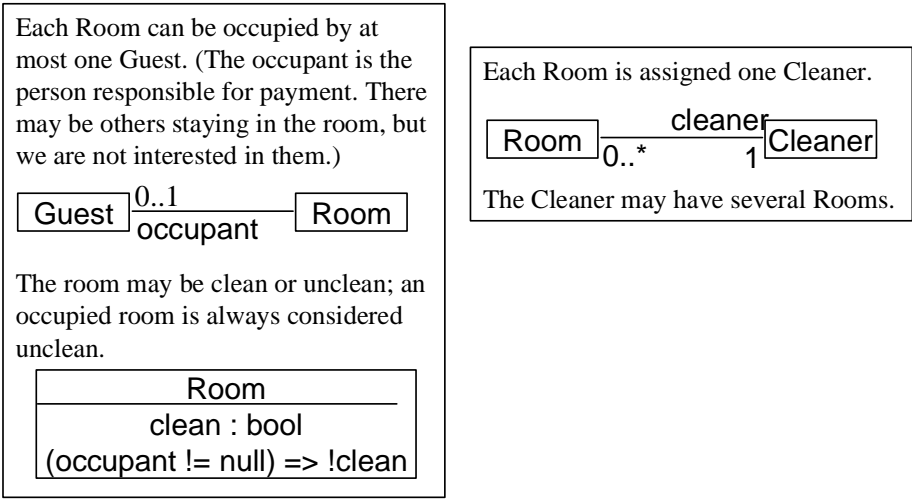 Each Room can be occupied by at
most one Guest. (The occupant is the
person responsible for payment. There
may be others staying in the room, but
we are not interested in them.)
Guest 0..1 occupant Room
The room may be clean or unclean; an
occupied room is always considered
unclean.
Room
clean : bool
(occupant != null) => !clean
Each Room is assigned one Cleaner.
Room 0..* cleaner 1 Cleaner
The Cleaner may have several Rooms.